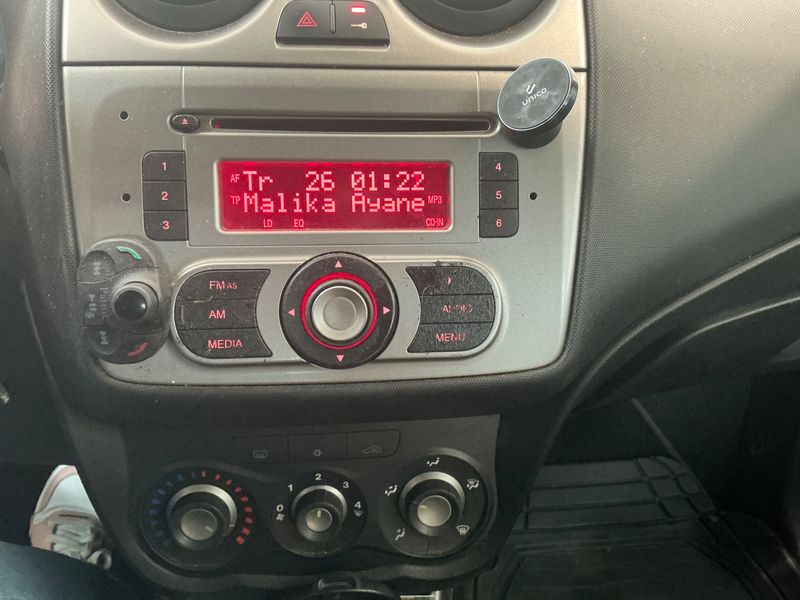 UNICO
1
2
3
4
5
6
AF
Tr 26 01:22
TP
Malika Ayane
MP3
LD EQ CD-IN
FM AS
AM
MEDIA
AUDIO
MENU
0 1 2 3 4